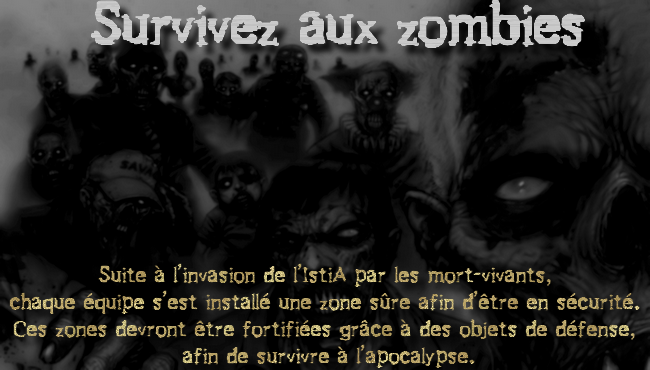 Survivez aux zombies
Suite à l'invasion de l'IstiA par les mort-vivants,
chaque équipe s'est installé une zone sûre afin d'être en sécurité.
Ces zones devront être fortifiées grâce à des objets de défense,
afin de survivre à l'apocalypse.